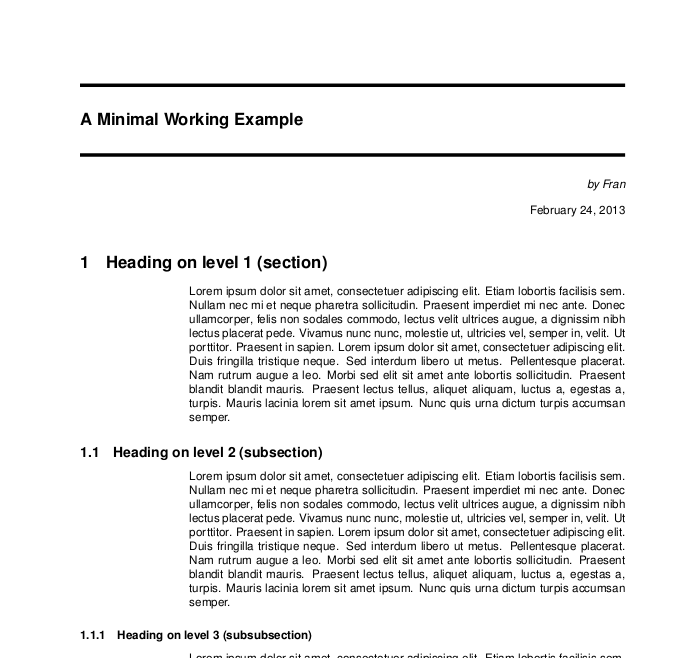 A Minimal Working Example
by Fran
February 24, 2013
1 Heading on level 1 (section)
Lorem ipsum dolor sit amet, consectetuer adipiscing elit. Etiam lobortis facilisis sem.
Nullam nec mi et neque pharetra sollicitudin. Praesent imperdiet mi nec ante. Donec
ullamcorper, felis non sodales commodo, lectus velit ultrices augue, a dignissim nibh
lectus placerat pede. Vivamus nunc nunc, molestie ut, ultricies vel, semper in, velit. Ut
porttitor. Praesent in sapien. Lorem ipsum dolor sit amet, consectetuer adipiscing elit.
Duis fringilla tristique neque. Sed interdum libero ut metus. Pellentesque placerat.
Nam rutrum augue a leo. Morbi sed elit sit amet ante lobortis sollicitudin. Praesent
blandit blandit mauris. Praesent lectus tellus, aliquet aliquam, luctus a, egestas a,
turpis. Mauris lacinia lorem sit amet ipsum. Nunc quis urna dictum turpis accumsan
semper.
1.1 Heading on level 2 (subsection)
Lorem ipsum dolor sit amet, consectetuer adipiscing elit. Etiam lobortis facilisis sem.
Nullam nec mi et neque pharetra sollicitudin. Praesent imperdiet mi nec ante. Donec
ullamcorper, felis non sodales commodo, lectus velit ultrices augue, a dignissim nibh
lectus placerat pede. Vivamus nunc nunc, molestie ut, ultricies vel, semper in, velit. Ut
porttitor. Praesent in sapien. Lorem ipsum dolor sit amet, consectetuer adipiscing elit.
Duis fringilla tristique neque. Sed interdum libero ut metus. Pellentesque placerat.
Nam rutrum augue a leo. Morbi sed elit sit amet ante lobortis sollicitudin. Praesent
blandit blandit mauris. Praesent lectus tellus, aliquet aliquam, luctus a, egestas a,
turpis. Mauris lacinia lorem sit amet ipsum. Nunc quis urna dictum turpis accumsan
semper.
1.1.1 Heading on level 3 (subsubsection)
Lorem ipsum dolor sit amet, consectetuer adipiscing elit. Etiam lobortis facilisis sem.